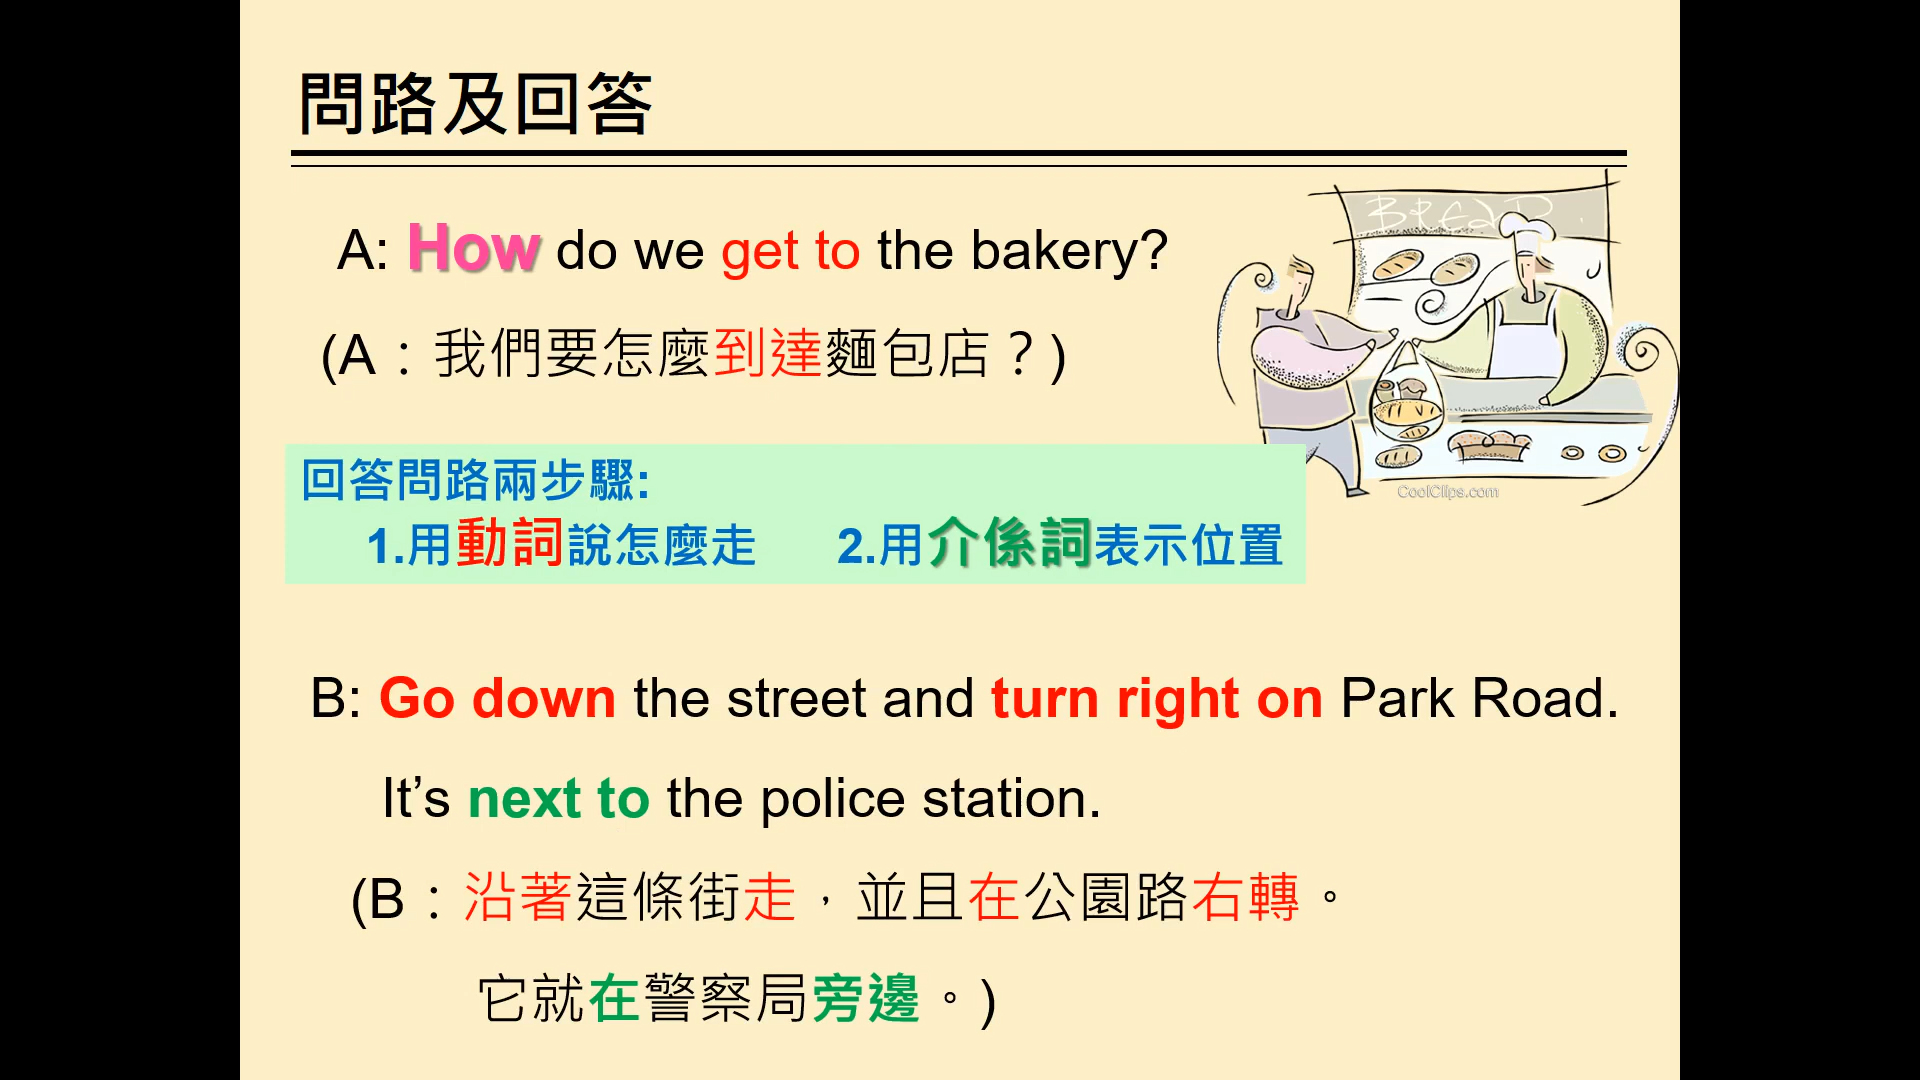 問路及回答
BREAD
A: How do we get to the bakery?
(A：我們要怎麼到達麵包店？)
CoolClips.com
回答問路兩步驟:
1.用動詞說怎麼走 2.用介係詞表示位置
B: Go down the street and turn right on Park Road.
It’s next to the police station.
(B：沿著這條街走，並且在公園路右轉。
它就在警察局旁邊。)